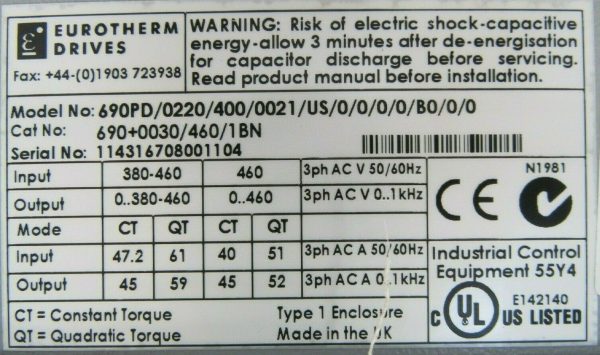 EUROTHERM
DRIVES
Fax: +44-(0)1903 723938
WARNING: Risk of electric shock-capacitive
energy-allow 3 minutes after de-energisation
for capacitor discharge before servicing.
Read product manual before installation.
Model No: 690PD/0220/400/0021/US/0/0/0/0/B0/0/0
Cat No: 690+0030/460/1BN
Serial No: 114316708001104
Input 380-460 460 3ph AC V 50/60Hz
Output 0..380-460 0..460 3ph AC V 0..1kHz
Mode CT QT CT QT
Input 47.2 61 40 51 3ph AC A 50/60Hz
Output 45 59 45 52 3ph AC A 0..1kHz
CT = Constant Torque Type 1 Enclosure
QT = Quadratic Torque Made in the UK
CE N1981
Industrial Control
Equipment 55Y4
C UL US LISTED E142140